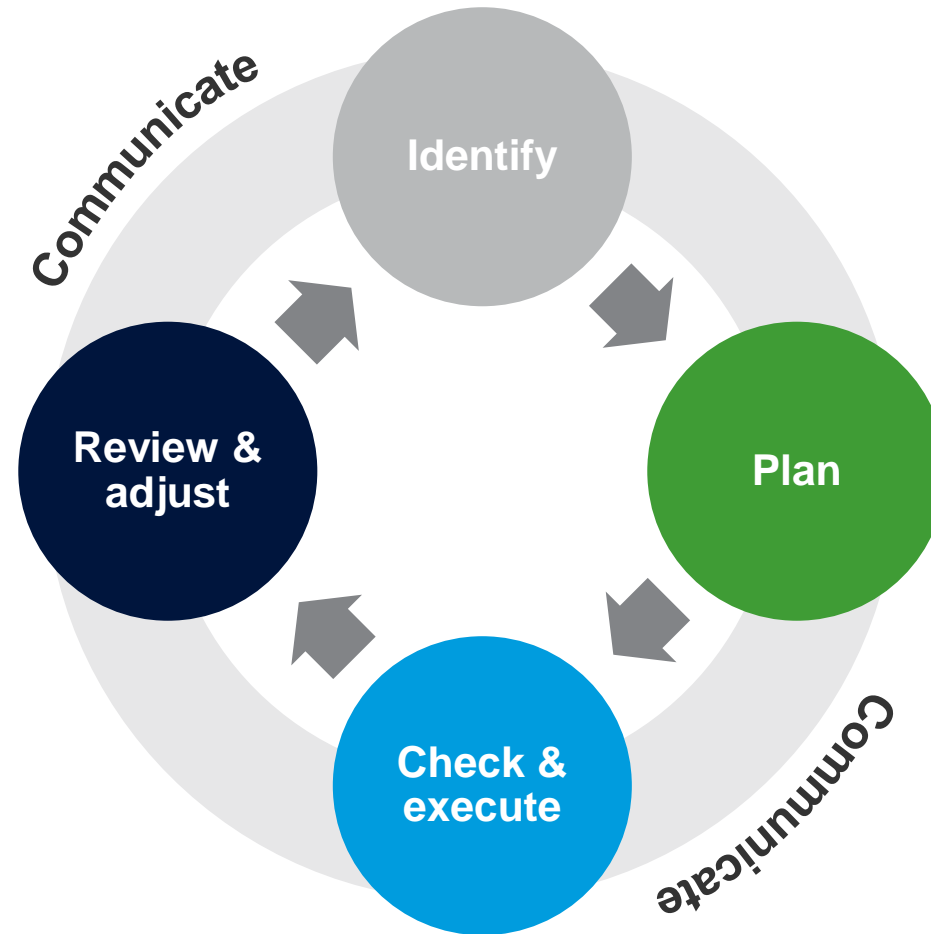 Communicate
Identify
Review &
adjust
Plan
Check &
execute
Communicate